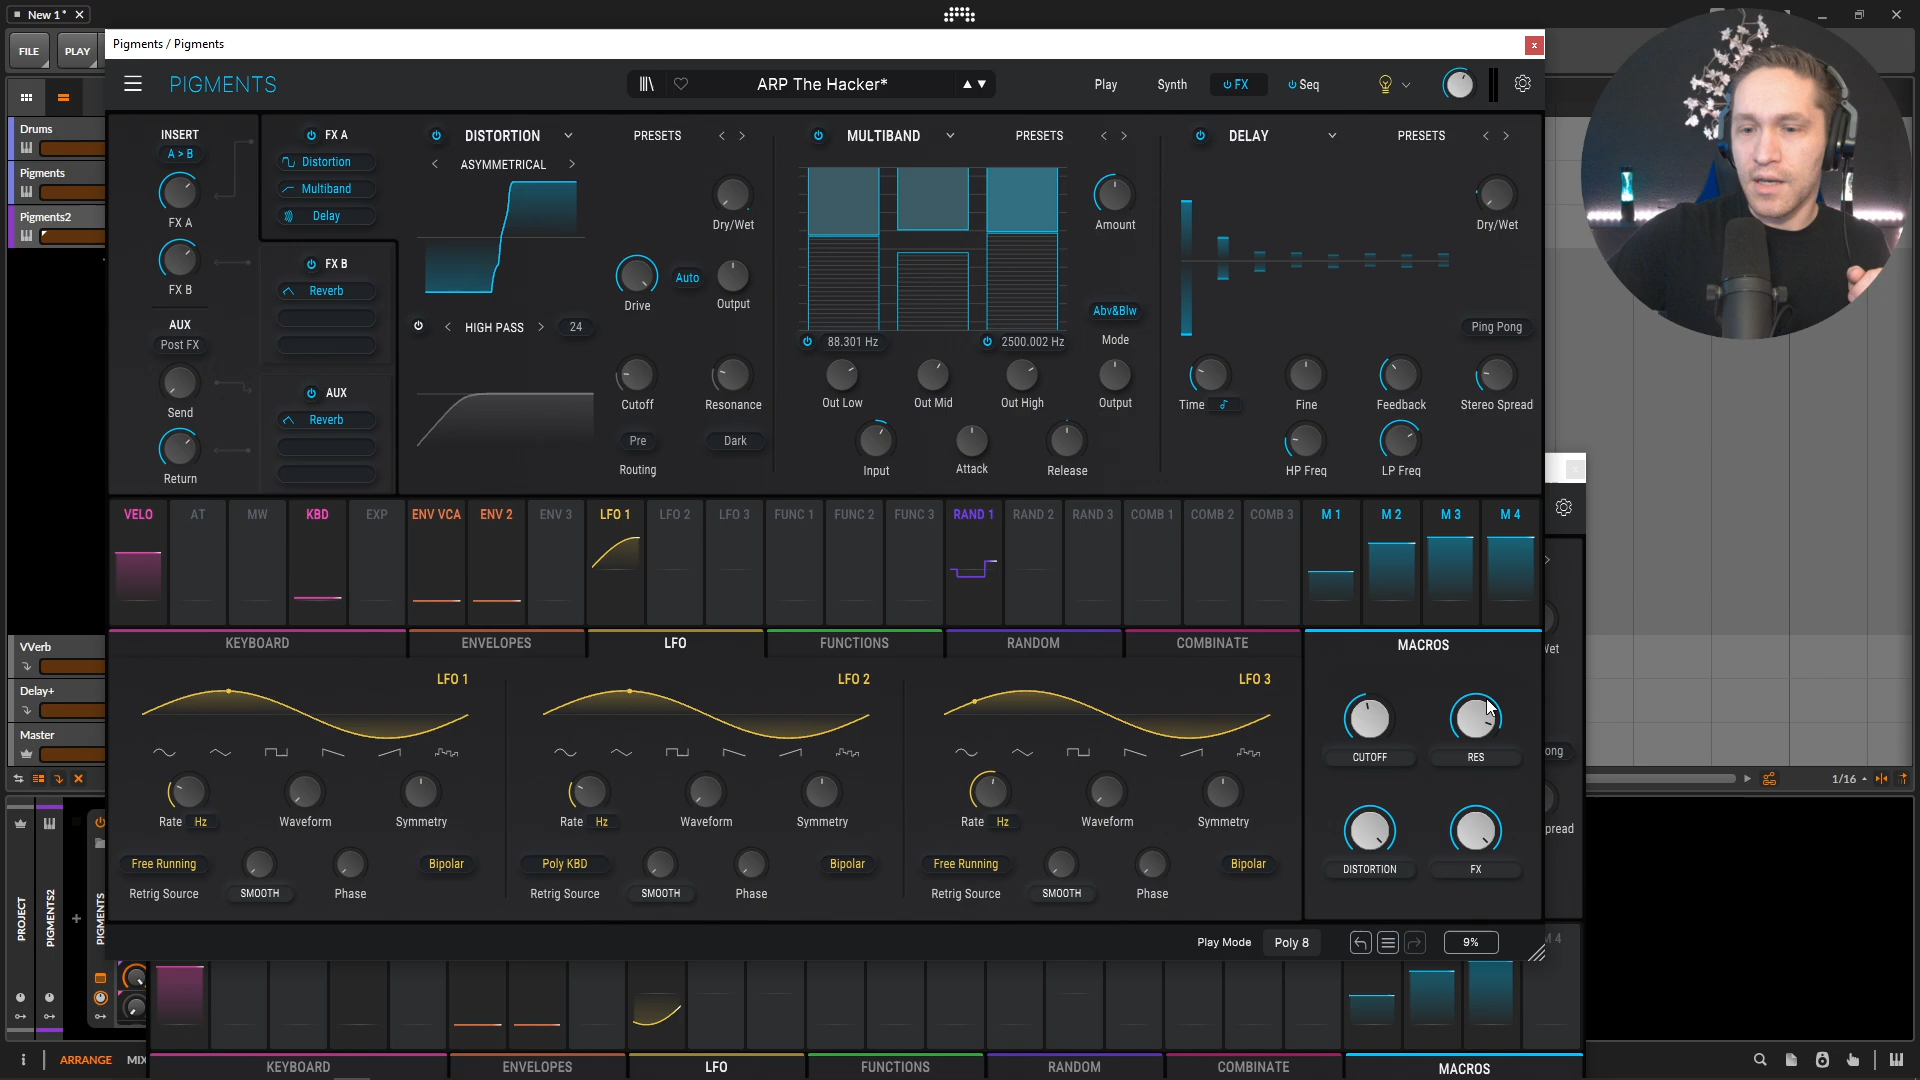 New 1*
FILE
PLAY
Pigments / Pigments
x
PIGMENTS
ARP The Hacker*
Play
Synth
FX
Seq
Drums
Pigments
Pigments2
INSERT
A > B
FX A
FX B
AUX
Post FX
Send
Return
FX A
Distortion
Multiband
Delay
FX B
Reverb
AUX
Reverb
DISTORTION
PRESETS
ASYMMETRICAL
Dry/Wet
Drive
Auto
Output
HIGH PASS
24
Cutoff
Resonance
Pre
Dark
Routing
MULTIBAND
PRESETS
Amount
Abv&Blw
Mode
88.301 Hz
2500.002 Hz
Out Low
Out Mid
Out High
Output
Input
Attack
Release
DELAY
PRESETS
Dry/Wet
Ping Pong
Time
Fine
Feedback
Stereo Spread
HP Freq
LP Freq
VELO
AT
MW
KBD
EXP
ENV VCA
ENV 2
ENV 3
LFO 1
LFO 2
LFO 3
FUNC 1
FUNC 2
FUNC 3
RAND 1
RAND 2
RAND 3
COMB 1
COMB 2
COMB 3
M 1
M 2
M 3
M 4
KEYBOARD
ENVELOPES
LFO
FUNCTIONS
RANDOM
COMBINATE
MACROS
LFO 1
Rate
Hz
Waveform
Symmetry
Free Running
Bipolar
Retrig Source
SMOOTH
Phase
LFO 2
Rate
Hz
Waveform
Symmetry
Poly KBD
Bipolar
Retrig Source
SMOOTH
Phase
LFO 3
Rate
Hz
Waveform
Symmetry
Free Running
Bipolar
Retrig Source
SMOOTH
Phase
CUTOFF
RES
DISTORTION
FX
Play Mode
Poly 8
9%
VVerb
Delay+
Master
Vet
ong
pread
1/16
PROJECT
PIGMENTS2
PIGMENTS
M 4
ARRANGE
MIX
KEYBOARD
ENVELOPES
LFO
FUNCTIONS
RANDOM
COMBINATE
MACROS